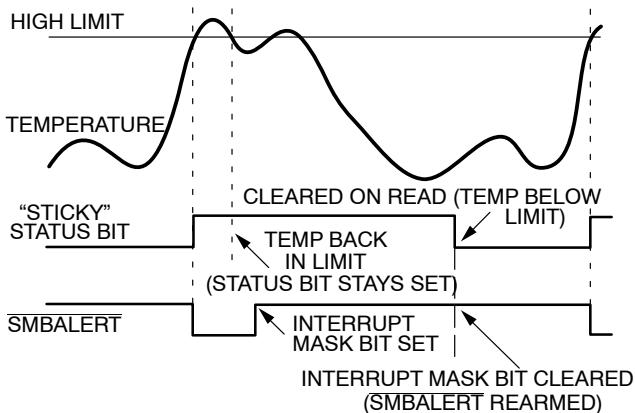 HIGH LIMIT
TEMPERATURE
CLEARED ON READ (TEMP BELOW
LIMIT)
“STICKY”
STATUS BIT
TEMP BACK
IN LIMIT
(STATUS BIT STAYS SET)
SMBALERT
INTERRUPT
MASK BIT SET
INTERRUPT MASK BIT CLEARED
(SMBALERT REARMED)